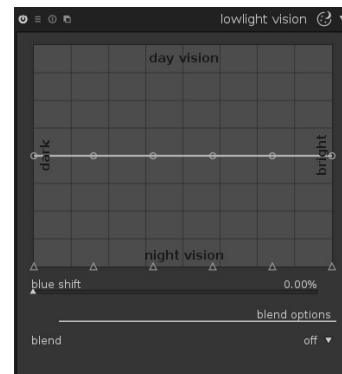 lowlight vision
day vision
dark
bright
night vision
blue shift 0.00%
blend options
blend off